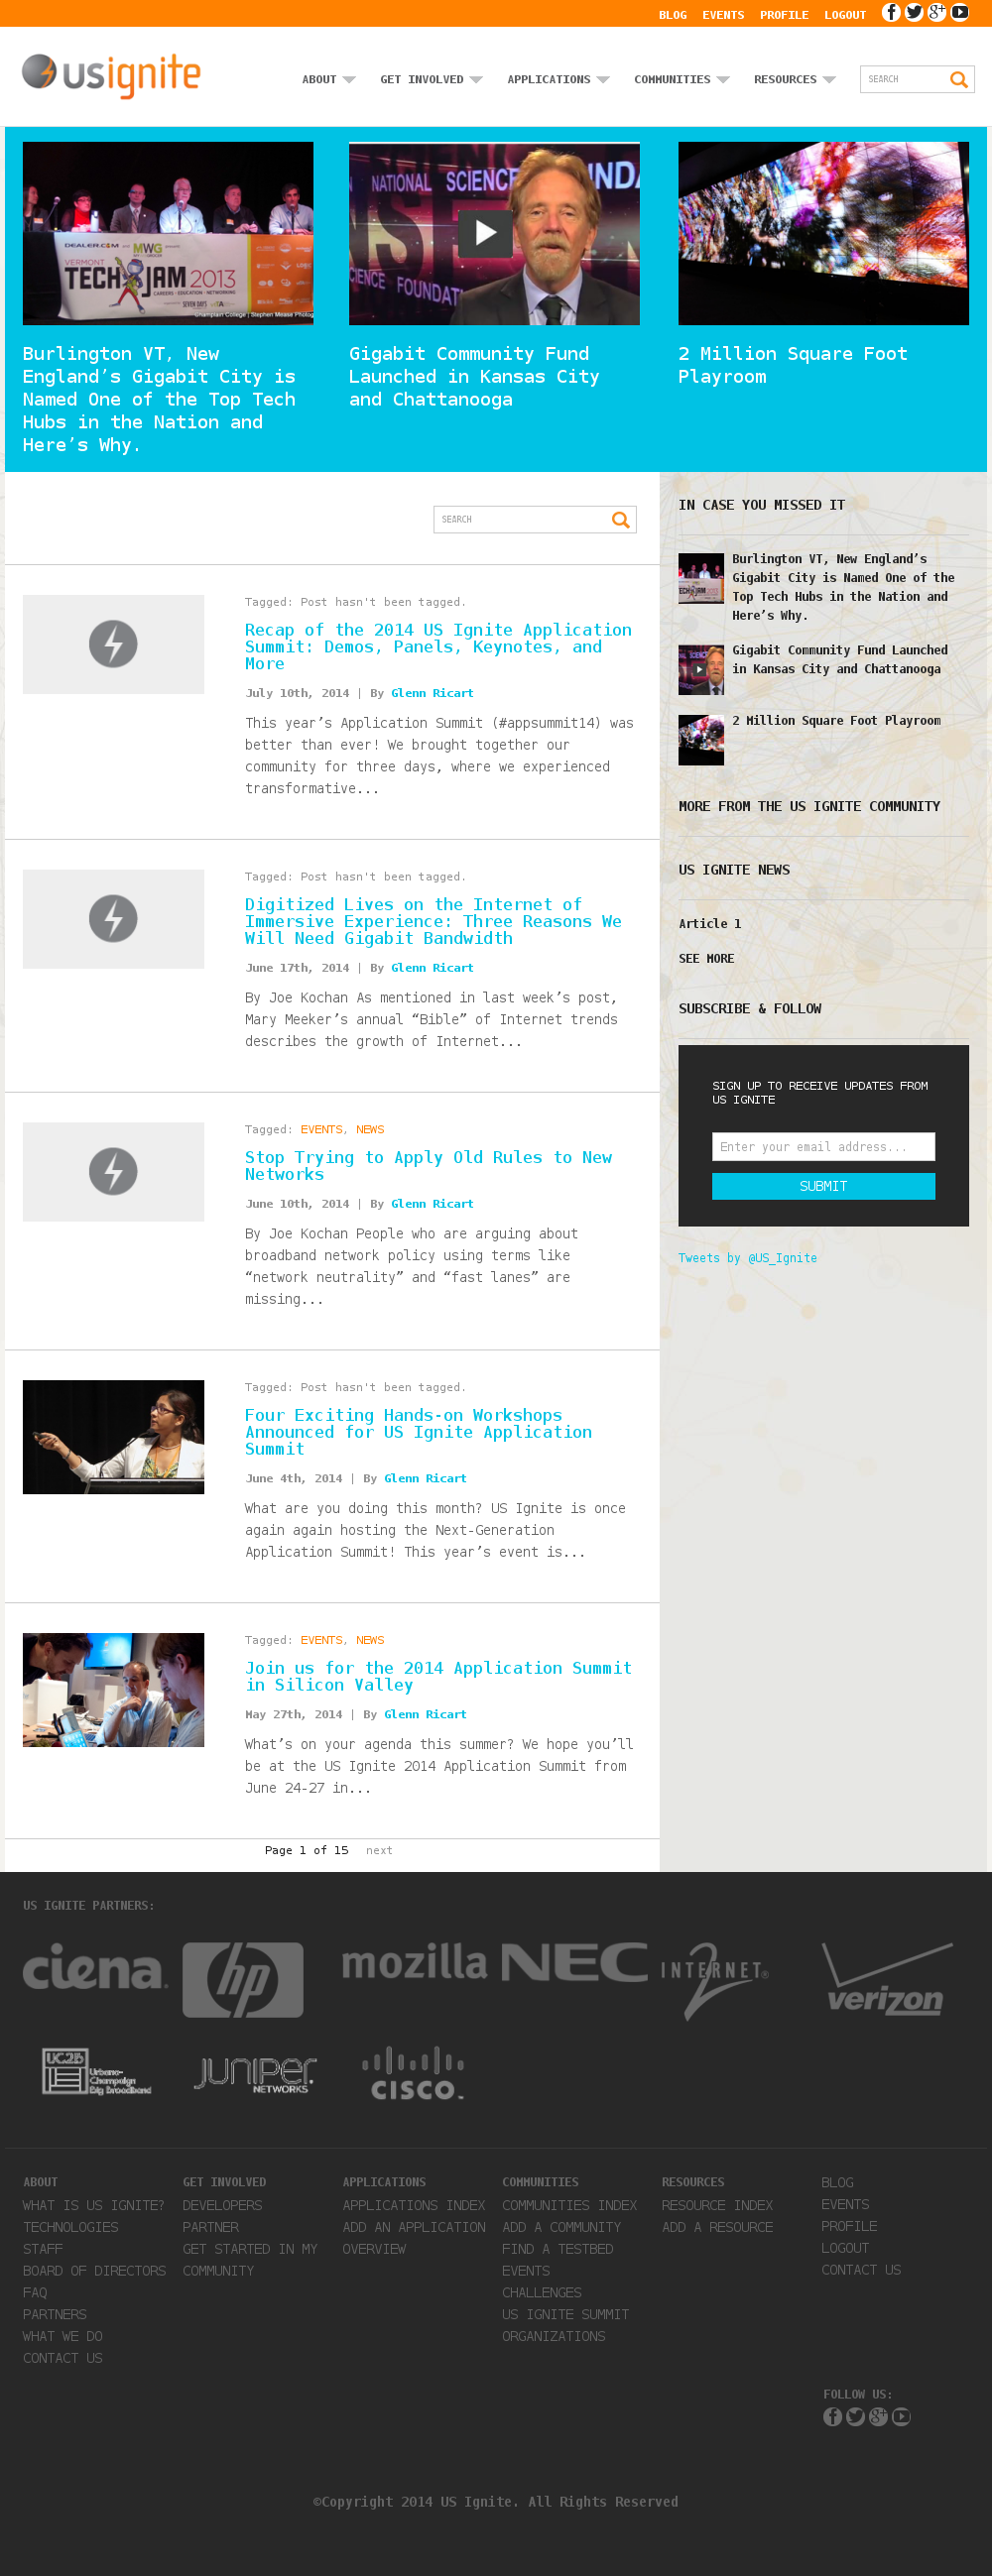 BLOG EVENTS PROFILE LOGOUT
usignite
ABOUT GET INVOLVED APPLICATIONS COMMUNITIES RESOURCES SEARCH
DEALER.COM MWG
VERMONT
TECH JAM 2013
CAREERS · EDUCATION · NETWORKING
SEVEN DAYS
Champlain College | Stephen Mease Photog
NATIONAL SCIENCE FOUNDA
SCIENCE FOUNDAT
Burlington VT, New
England’s Gigabit City is
Named One of the Top Tech
Hubs in the Nation and
Here’s Why.
Gigabit Community Fund
Launched in Kansas City
and Chattanooga
2 Million Square Foot
Playroom
SEARCH
Tagged: Post hasn't been tagged.
Recap of the 2014 US Ignite Application
Summit: Demos, Panels, Keynotes, and
More
July 10th, 2014 | By Glenn Ricart
This year’s Application Summit (#appsummit14) was
better than ever! We brought together our
community for three days, where we experienced
transformative...
Tagged: Post hasn't been tagged.
Digitized Lives on the Internet of
Immersive Experience: Three Reasons We
Will Need Gigabit Bandwidth
June 17th, 2014 | By Glenn Ricart
By Joe Kochan As mentioned in last week’s post,
Mary Meeker’s annual “Bible” of Internet trends
describes the growth of Internet...
Tagged: EVENTS, NEWS
Stop Trying to Apply Old Rules to New
Networks
June 10th, 2014 | By Glenn Ricart
By Joe Kochan People who are arguing about
broadband network policy using terms like
“network neutrality” and “fast lanes” are
missing...
Tagged: Post hasn't been tagged.
Four Exciting Hands-on Workshops
Announced for US Ignite Application
Summit
June 4th, 2014 | By Glenn Ricart
What are you doing this month? US Ignite is once
again again hosting the Next-Generation
Application Summit! This year’s event is...
Tagged: EVENTS, NEWS
Join us for the 2014 Application Summit
in Silicon Valley
May 27th, 2014 | By Glenn Ricart
What’s on your agenda this summer? We hope you’ll
be at the US Ignite 2014 Application Summit from
June 24-27 in...
Page 1 of 15 next
IN CASE YOU MISSED IT
Burlington VT, New England’s
Gigabit City is Named One of the
Top Tech Hubs in the Nation and
Here’s Why.
Gigabit Community Fund Launched
in Kansas City and Chattanooga
2 Million Square Foot Playroom
MORE FROM THE US IGNITE COMMUNITY
US IGNITE NEWS
Article 1
SEE MORE
SUBSCRIBE & FOLLOW
SIGN UP TO RECEIVE UPDATES FROM
US IGNITE
Enter your email address...
SUBMIT
Tweets by @US_Ignite
US IGNITE PARTNERS:
ciena hp mozilla NEC INTERNET2® verizon
UC2B Urbana-Champaign Big Broadband
JUNIPER NETWORKS
CISCO
ABOUT
WHAT IS US IGNITE?
TECHNOLOGIES
STAFF
BOARD OF DIRECTORS
FAQ
PARTNERS
WHAT WE DO
CONTACT US
GET INVOLVED
DEVELOPERS
PARTNER
GET STARTED IN MY
COMMUNITY
APPLICATIONS
APPLICATIONS INDEX
ADD AN APPLICATION
OVERVIEW
COMMUNITIES
COMMUNITIES INDEX
ADD A COMMUNITY
FIND A TESTBED
EVENTS
CHALLENGES
US IGNITE SUMMIT
ORGANIZATIONS
RESOURCES
RESOURCE INDEX
ADD A RESOURCE
BLOG
EVENTS
PROFILE
LOGOUT
CONTACT US
FOLLOW US:
©Copyright 2014 US Ignite. All Rights Reserved